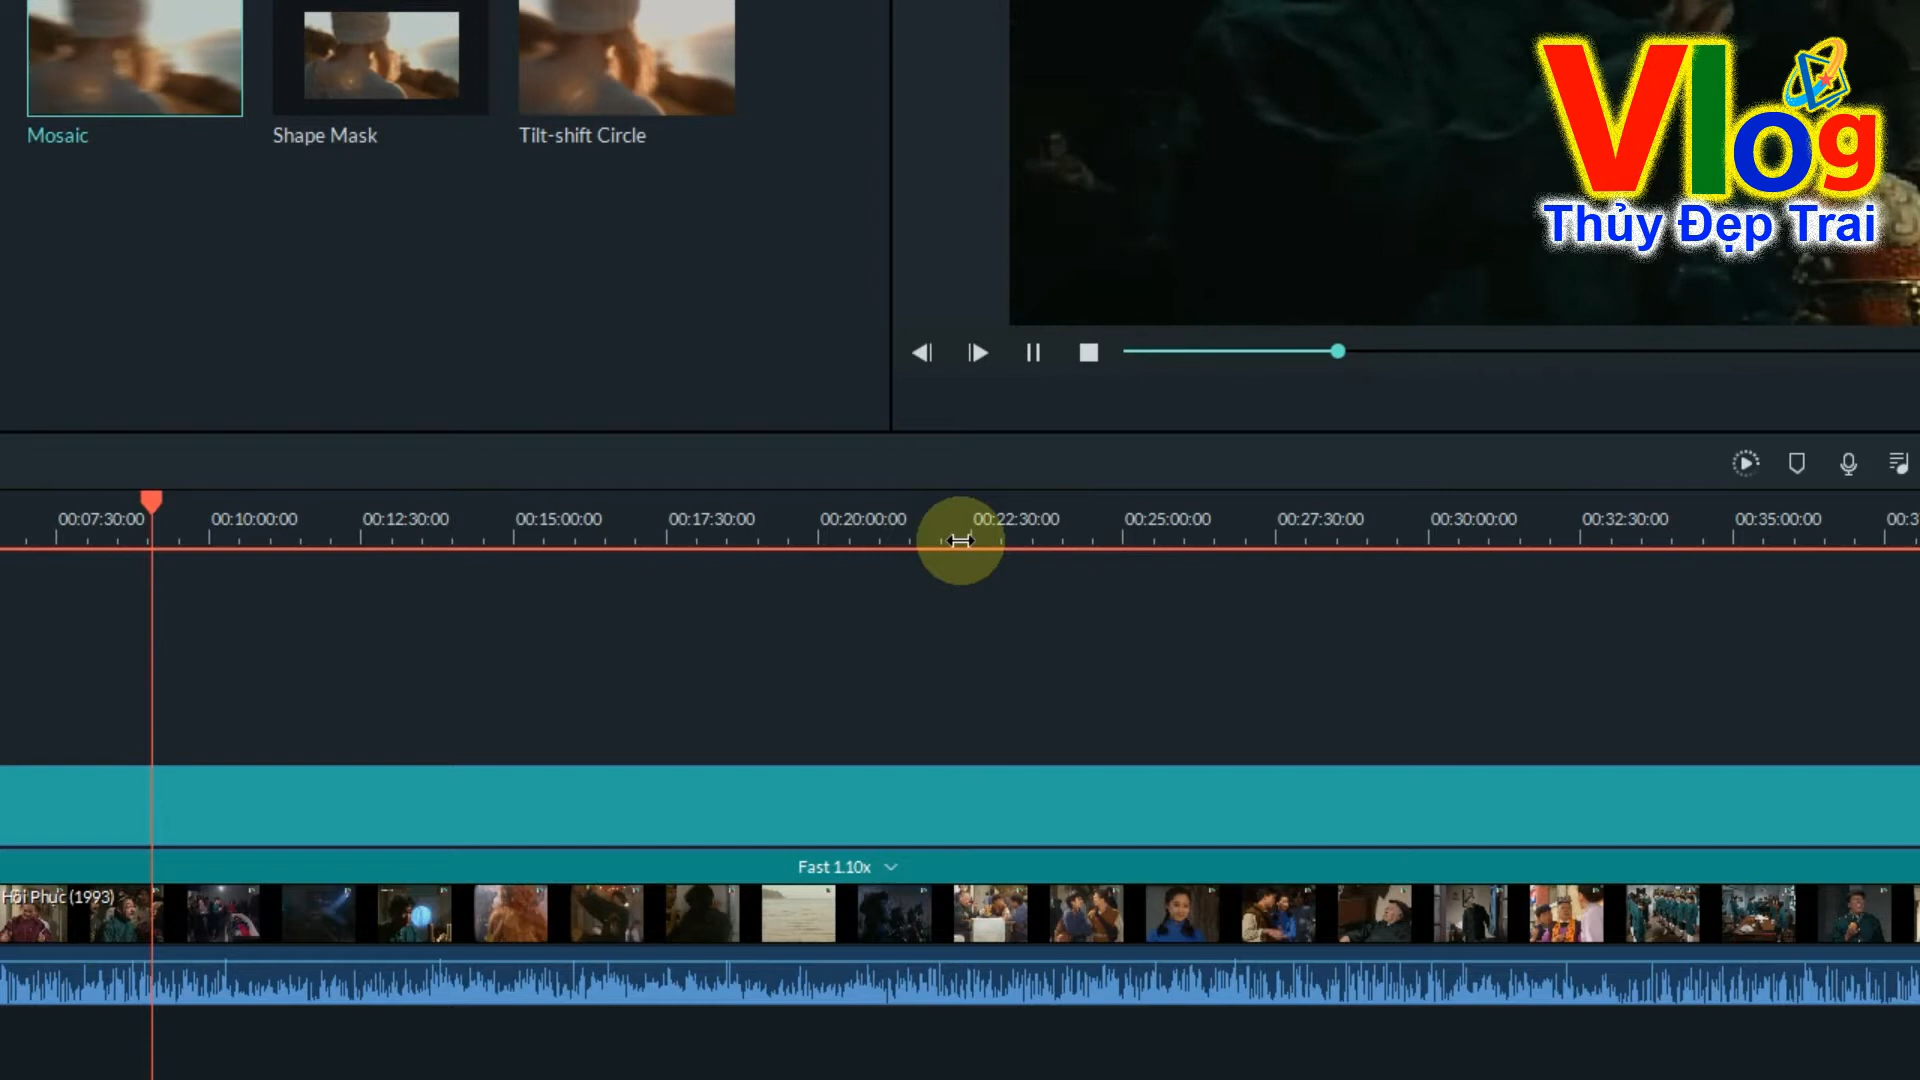 Vlog
Thủy Đẹp Trai
Mosaic
Shape Mask
Tilt-shift Circle
00:07:30:00
00:10:00:00
00:12:30:00
00:15:00:00
00:17:30:00
00:20:00:00
00:22:30:00
00:25:00:00
00:27:30:00
00:30:00:00
00:32:30:00
00:35:00:00
00:3
Fast 1.10x
Hồi Phục (1993)